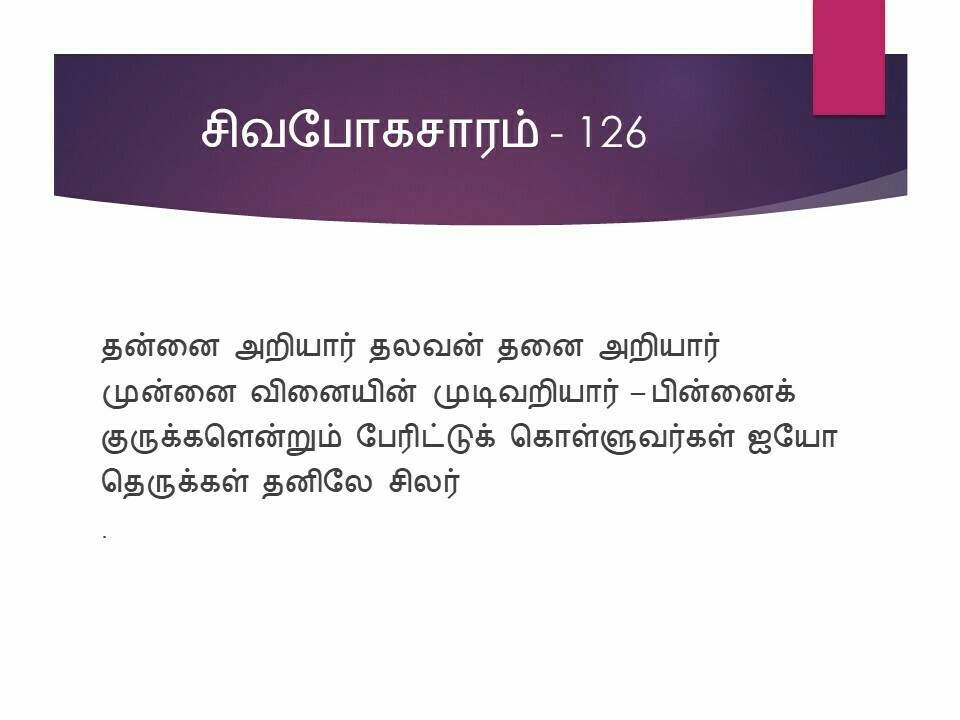 சிவபோகசாரம் - 126
தன்னை அறியார் தலவன் தனை அறியார்
முன்னை வினையின் முடிவறியார் – பின்னைக்
குருக்களென்றும் பேரிட்டுக் கொள்ளுவர்கள் ஐயோ
தெருக்கள் தனிலே சிலர்
.